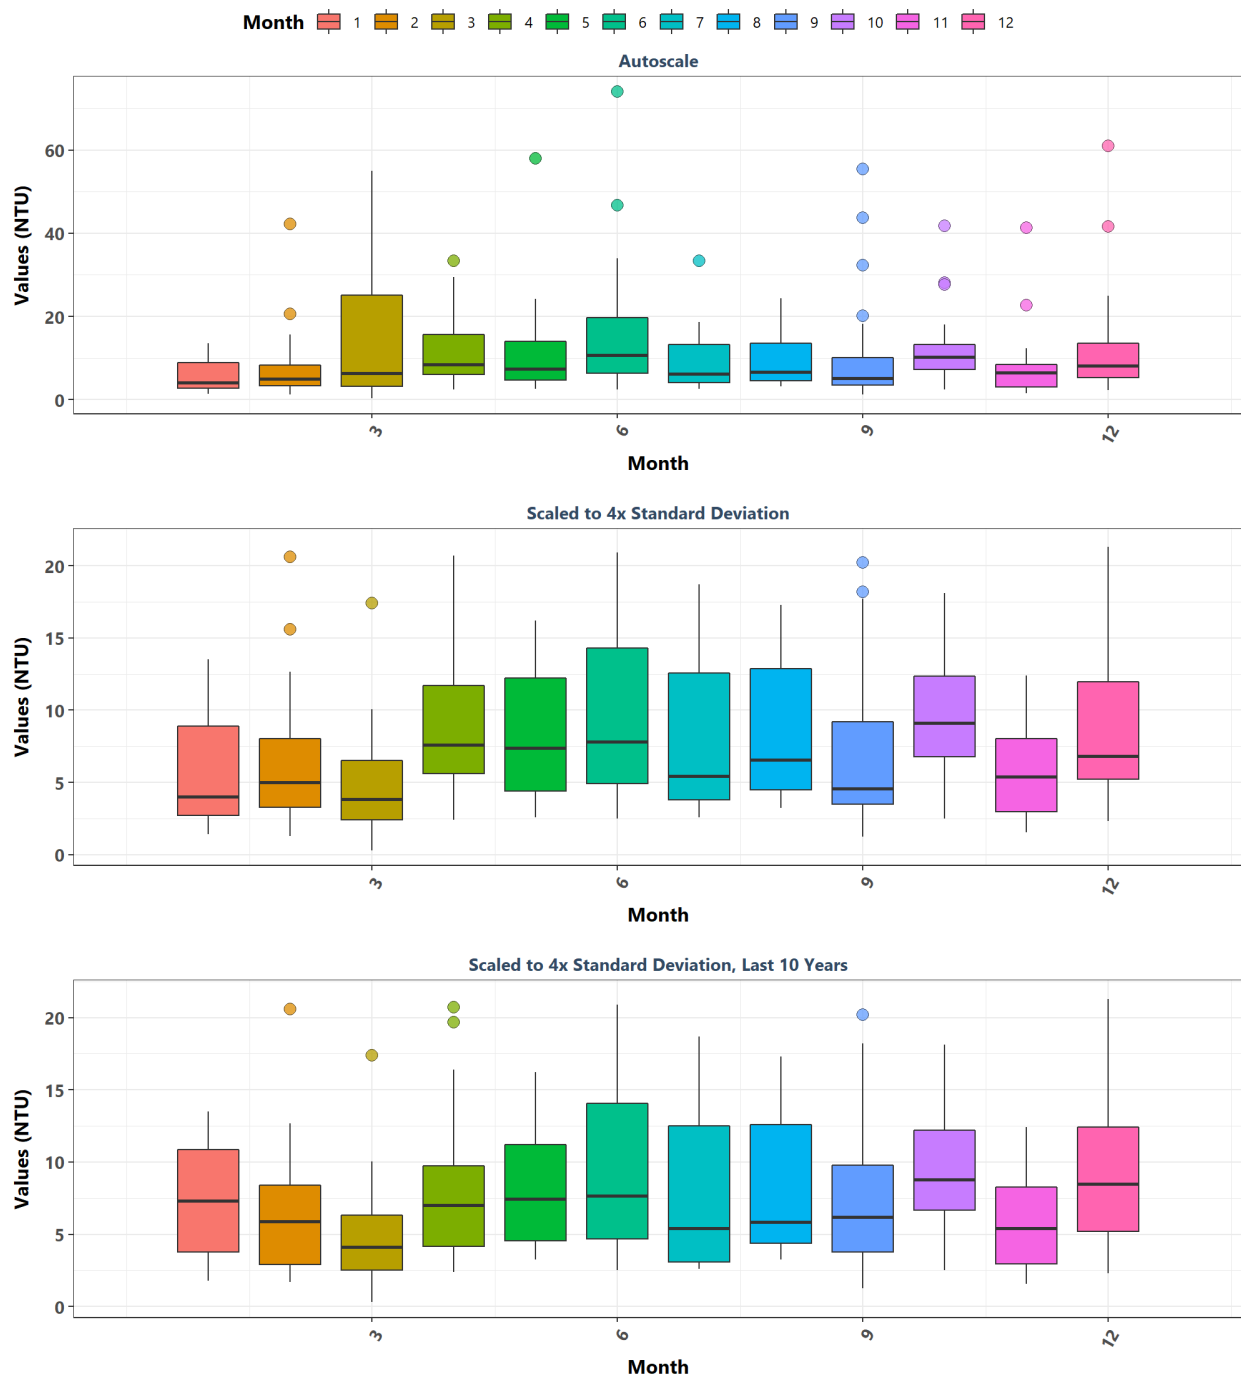 Month 1 2 3 4 5 6 7 8 9 10 11 12
Autoscale
Values (NTU)
60
40
20
0
3 6 9 12
Month
Scaled to 4x Standard Deviation
Values (NTU)
20
15
10
5
0
3 6 9 12
Month
Scaled to 4x Standard Deviation, Last 10 Years
Values (NTU)
20
15
10
5
0
3 6 9 12
Month